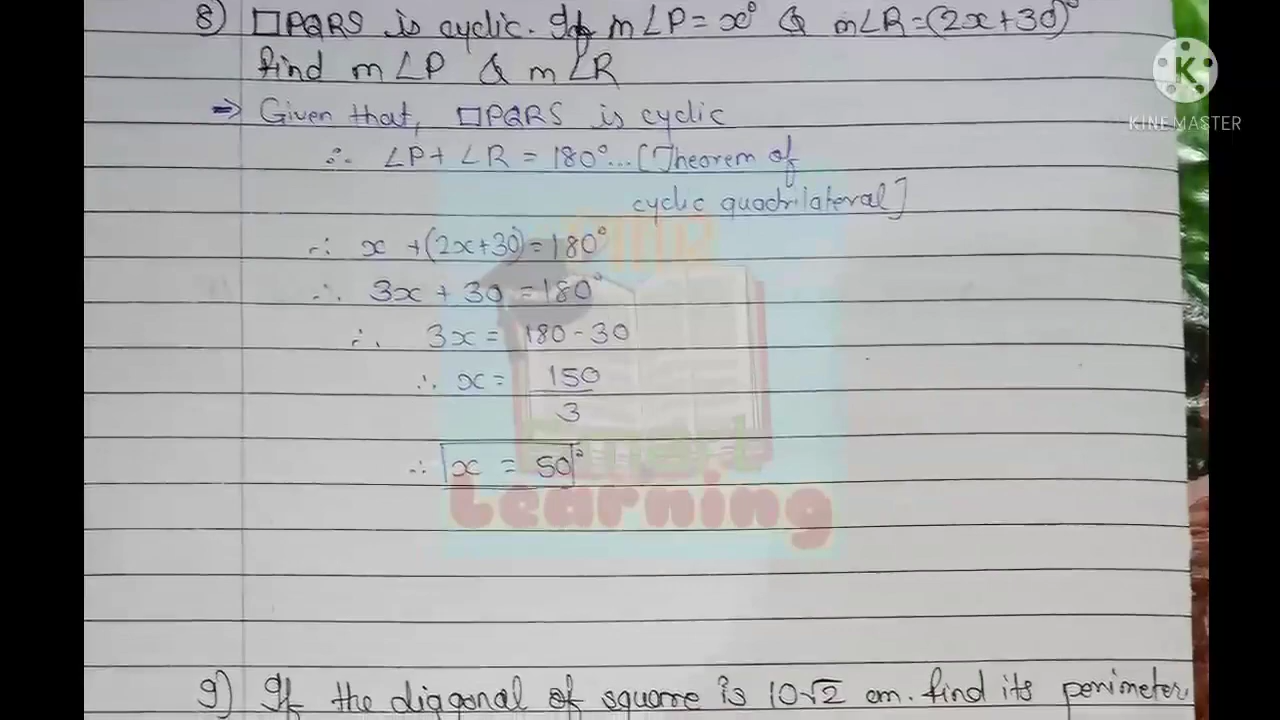 8) □PQRS is cyclic. If m∠P = x° & m∠R = (2x+30)°
find m∠P & m∠R
⇒ Given that, □PQRS is cyclic
∴ ∠P + ∠R = 180° ... [Theorem of
cyclic quadrilateral]
∴ x + (2x+30) = 180°
∴ 3x + 30 = 180°
∴ 3x = 180 - 30
∴ x = 150/3
∴ x = 50°
Smart
Learning
9) If the diagonal of square is 10√2 cm. find its perimeter.
K
KINEMASTER